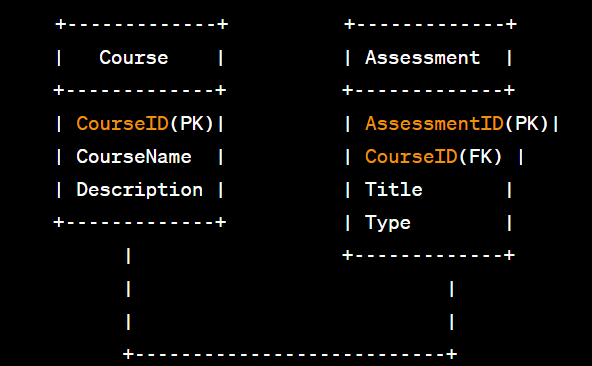 +-------------+          +-------------+
|   Course    |          | Assessment  |
+-------------+          +-------------+
| CourseID(PK)|          | AssessmentID(PK)|
| CourseName  |          | CourseID(FK) |
| Description |          | Title       |
+-------------+          | Type        |
      |                  +-------------+
      |                           |
      |                           |
      +---------------------------+